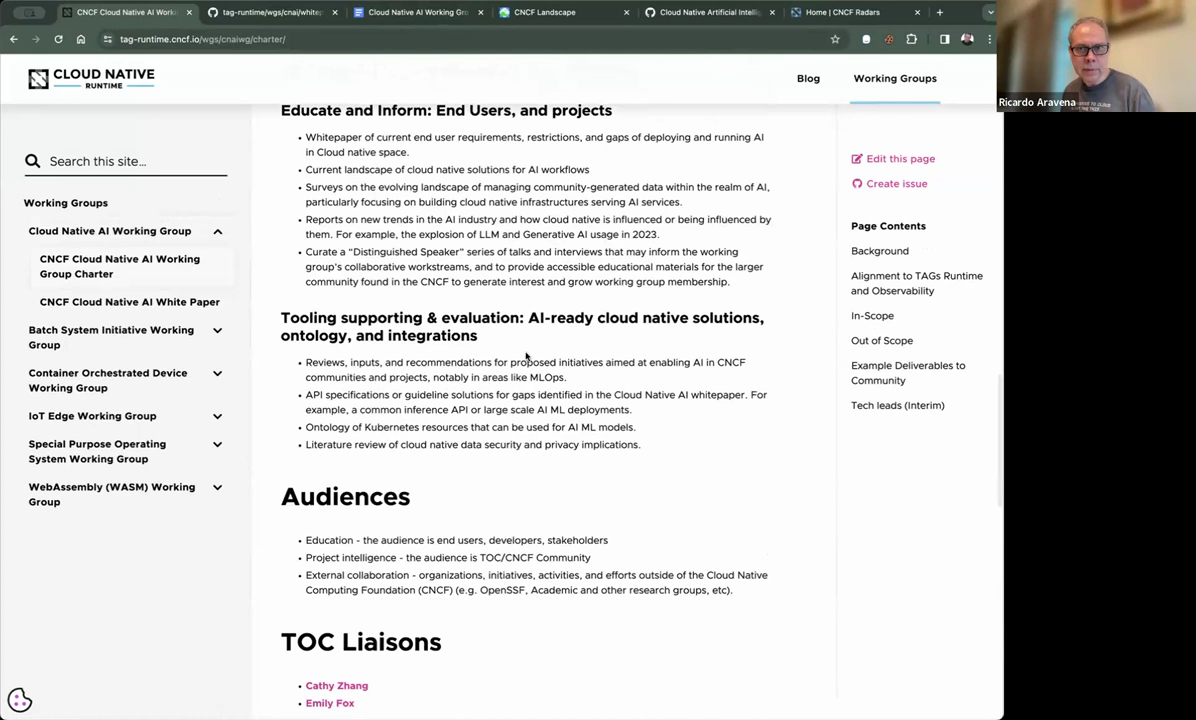 CNCF Cloud Native AI Worki
tag-runtime/wgs/cnai/whitep
Cloud Native AI Working Gro
CNCF Landscape
Cloud Native Artificial Intelli
Home | CNCF Radars
tag-runtime.cncf.io/wgs/cnaiwg/charter/
CLOUD NATIVE
RUNTIME
Blog
Working Groups
Ricardo Aravena
Search this site...
Working Groups
Cloud Native AI Working Group
CNCF Cloud Native AI Working
Group Charter
CNCF Cloud Native AI White Paper
Batch System Initiative Working
Group
Container Orchestrated Device
Working Group
IoT Edge Working Group
Special Purpose Operating
System Working Group
WebAssembly (WASM) Working
Group
Educate and Inform: End Users, and projects
• Whitepaper of current end user requirements, restrictions, and gaps of deploying and running AI
in Cloud native space.
• Current landscape of cloud native solutions for AI workflows
• Surveys on the evolving landscape of managing community-generated data within the realm of AI,
particularly focusing on building cloud native infrastructures serving AI services.
• Reports on new trends in the AI industry and how cloud native is influenced or being influenced by
them. For example, the explosion of LLM and Generative AI usage in 2023.
• Curate a “Distinguished Speaker” series of talks and interviews that may inform the working
group’s collaborative workstreams, and to provide accessible educational materials for the larger
community found in the CNCF to generate interest and grow working group membership.
Tooling supporting & evaluation: AI-ready cloud native solutions,
ontology, and integrations
• Reviews, inputs, and recommendations for proposed initiatives aimed at enabling AI in CNCF
communities and projects, notably in areas like MLOps.
• API specifications or guideline solutions for gaps identified in the Cloud Native AI whitepaper. For
example, a common inference API or large scale AI ML deployments.
• Ontology of Kubernetes resources that can be used for AI ML models.
• Literature review of cloud native data security and privacy implications.
Audiences
• Education - the audience is end users, developers, stakeholders
• Project intelligence - the audience is TOC/CNCF Community
• External collaboration - organizations, initiatives, activities, and efforts outside of the Cloud Native
Computing Foundation (CNCF) (e.g. OpenSSF, Academic and other research groups, etc).
TOC Liaisons
• Cathy Zhang
• Emily Fox
Edit this page
Create issue
Page Contents
Background
Alignment to TAGs Runtime
and Observability
In-Scope
Out of Scope
Example Deliverables to
Community
Tech leads (Interim)